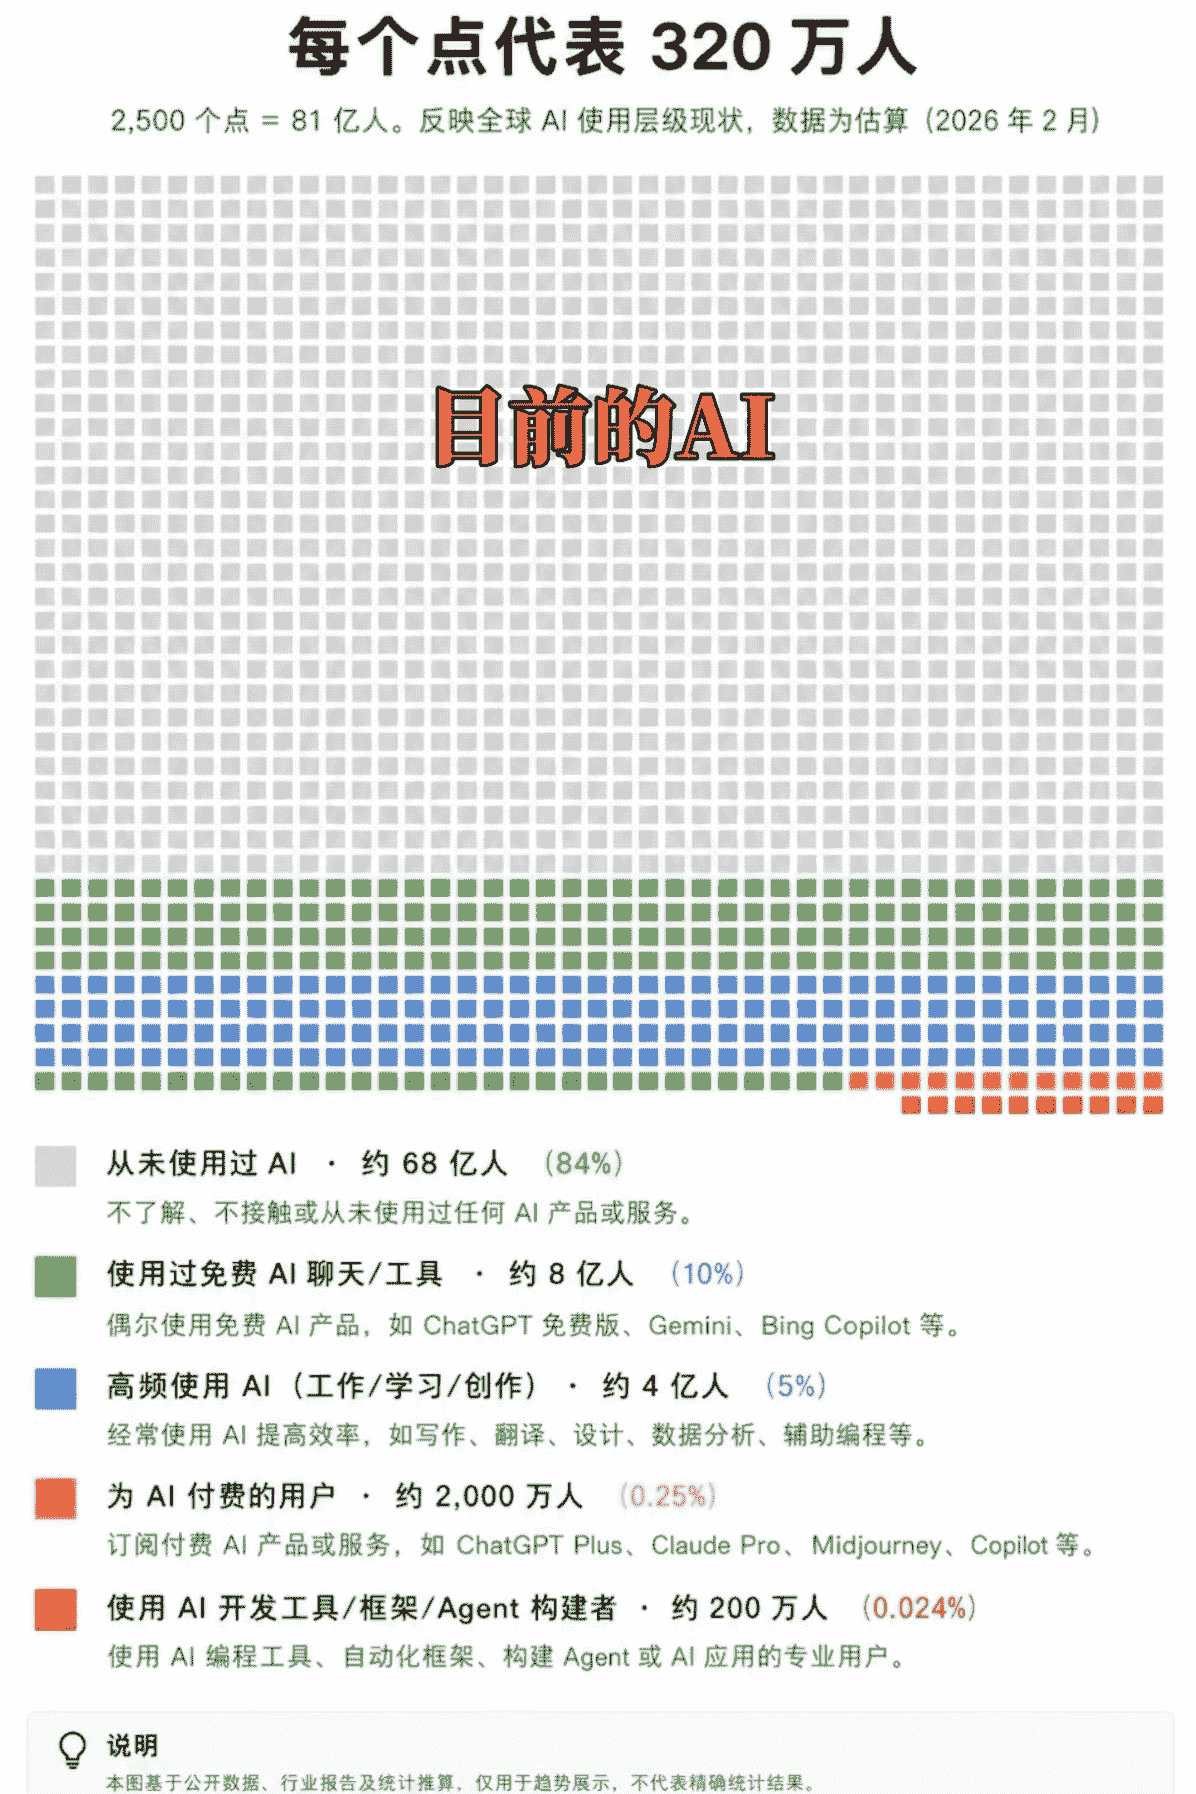 每个点代表 320 万人
2,500 个点 = 81 亿人。反映全球 AI 使用层级现状，数据为估算（2026 年 2 月）
目前的AI
从未使用过 AI · 约 68 亿人 （84%）
不了解、不接触或从未使用过任何 AI 产品或服务。
使用过免费 AI 聊天/工具 · 约 8 亿人 （10%）
偶尔使用免费 AI 产品，如 ChatGPT 免费版、Gemini、Bing Copilot 等。
高频使用 AI（工作/学习/创作） · 约 4 亿人 （5%）
经常使用 AI 提高效率，如写作、翻译、设计、数据分析、辅助编程等。
为 AI 付费的用户 · 约 2,000 万人 （0.25%）
订阅付费 AI 产品或服务，如 ChatGPT Plus、Claude Pro、Midjourney、Copilot 等。
使用 AI 开发工具/框架/Agent 构建者 · 约 200 万人 （0.024%）
使用 AI 编程工具、自动化框架、构建 Agent 或 AI 应用的专业用户。
说明
本图基于公开数据、行业报告及统计推算，仅用于趋势展示，不代表精确统计结果。